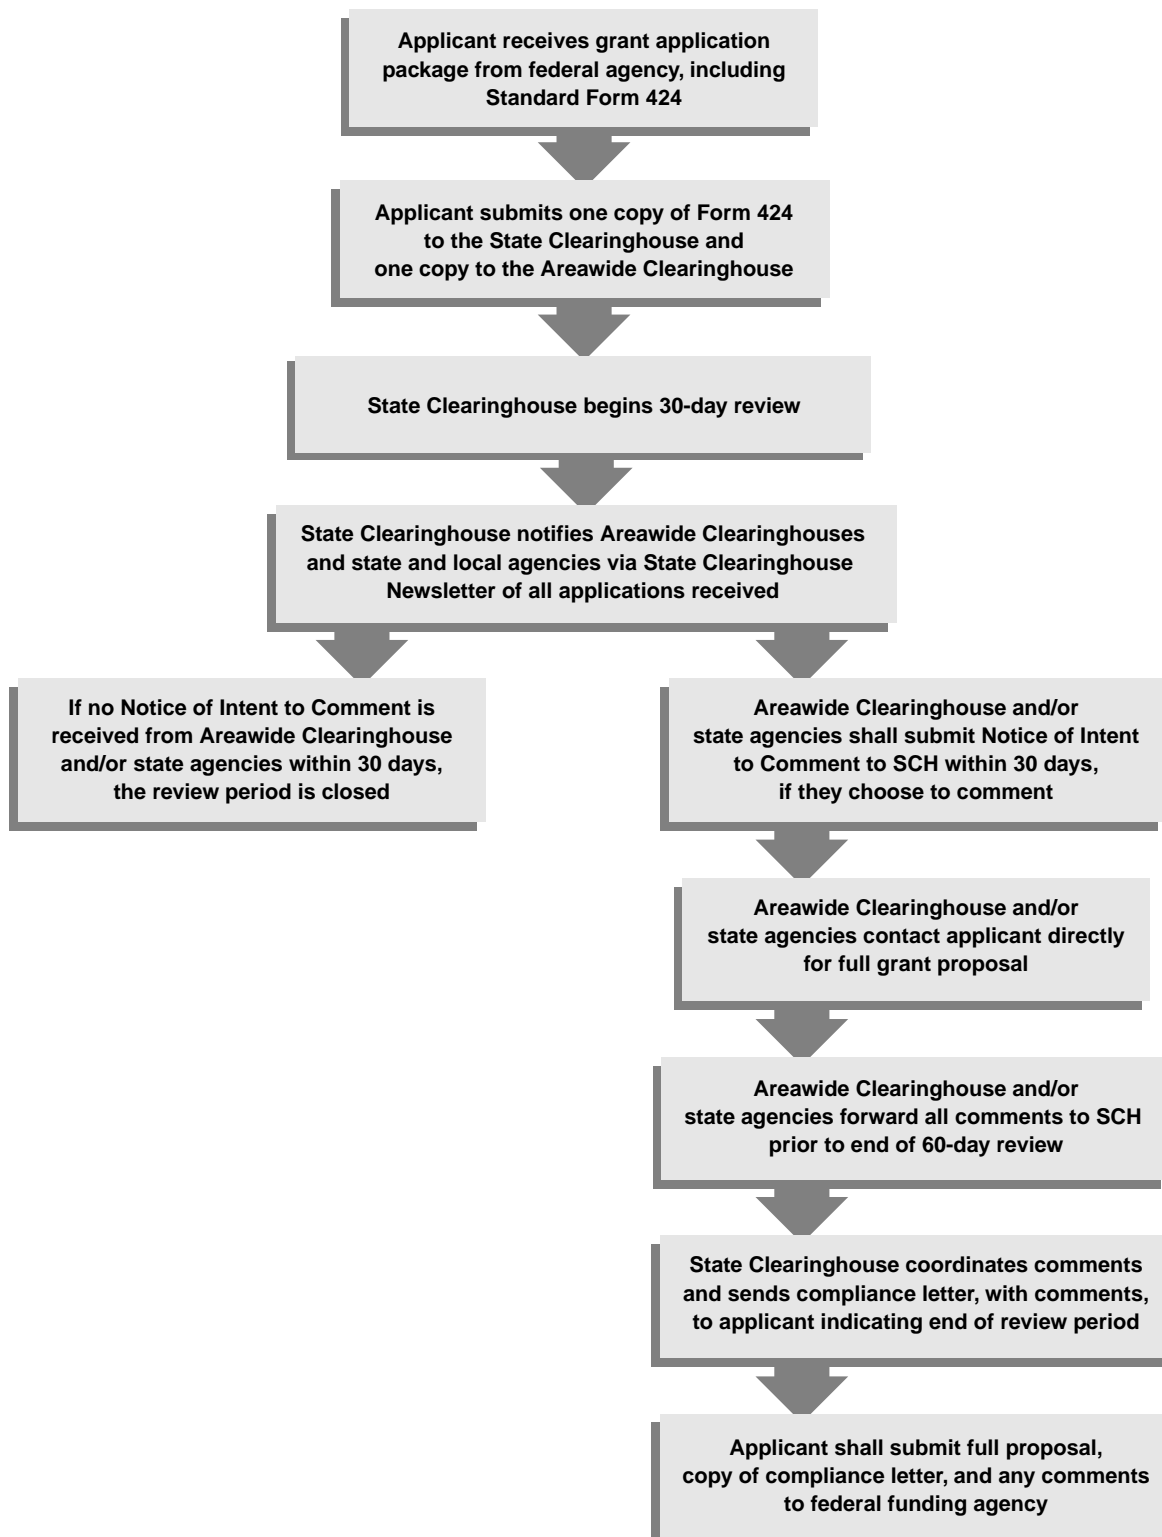 Applicant receives grant application
package from federal agency, including
Standard Form 424
Applicant submits one copy of Form 424
to the State Clearinghouse and
one copy to the Areawide Clearinghouse
State Clearinghouse begins 30-day review
State Clearinghouse notifies Areawide Clearinghouses
and state and local agencies via State Clearinghouse
Newsletter of all applications received
If no Notice of Intent to Comment is
received from Areawide Clearinghouse
and/or state agencies within 30 days,
the review period is closed
Areawide Clearinghouse and/or
state agencies shall submit Notice of Intent
to Comment to SCH within 30 days,
if they choose to comment
Areawide Clearinghouse and/or
state agencies contact applicant directly
for full grant proposal
Areawide Clearinghouse and/or
state agencies forward all comments to SCH
prior to end of 60-day review
State Clearinghouse coordinates comments
and sends compliance letter, with comments,
to applicant indicating end of review period
Applicant shall submit full proposal,
copy of compliance letter, and any comments
to federal funding agency